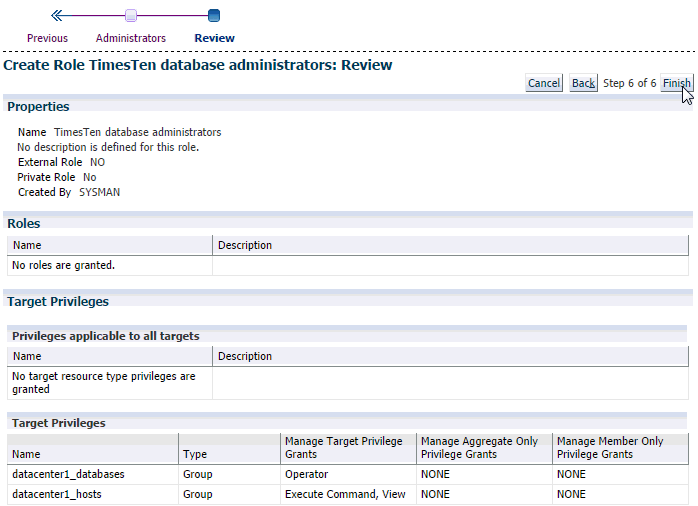 Previous Administrators Review
Create Role TimesTen database administrators: Review
Cancel Back Step 6 of 6 Finish
Properties
Name TimesTen database administrators
No description is defined for this role.
External Role NO
Private Role No
Created By SYSMAN
Roles
Name Description
No roles are granted.
Target Privileges
Privileges applicable to all targets
Name Description
No target resource type privileges are
granted
Target Privileges
Manage Target Privilege Manage Aggregate Only Manage Member Only
Name Type Grants Privilege Grants Privilege Grants
datacenter1_databases Group Operator NONE NONE
datacenter1_hosts Group Execute Command, View NONE NONE